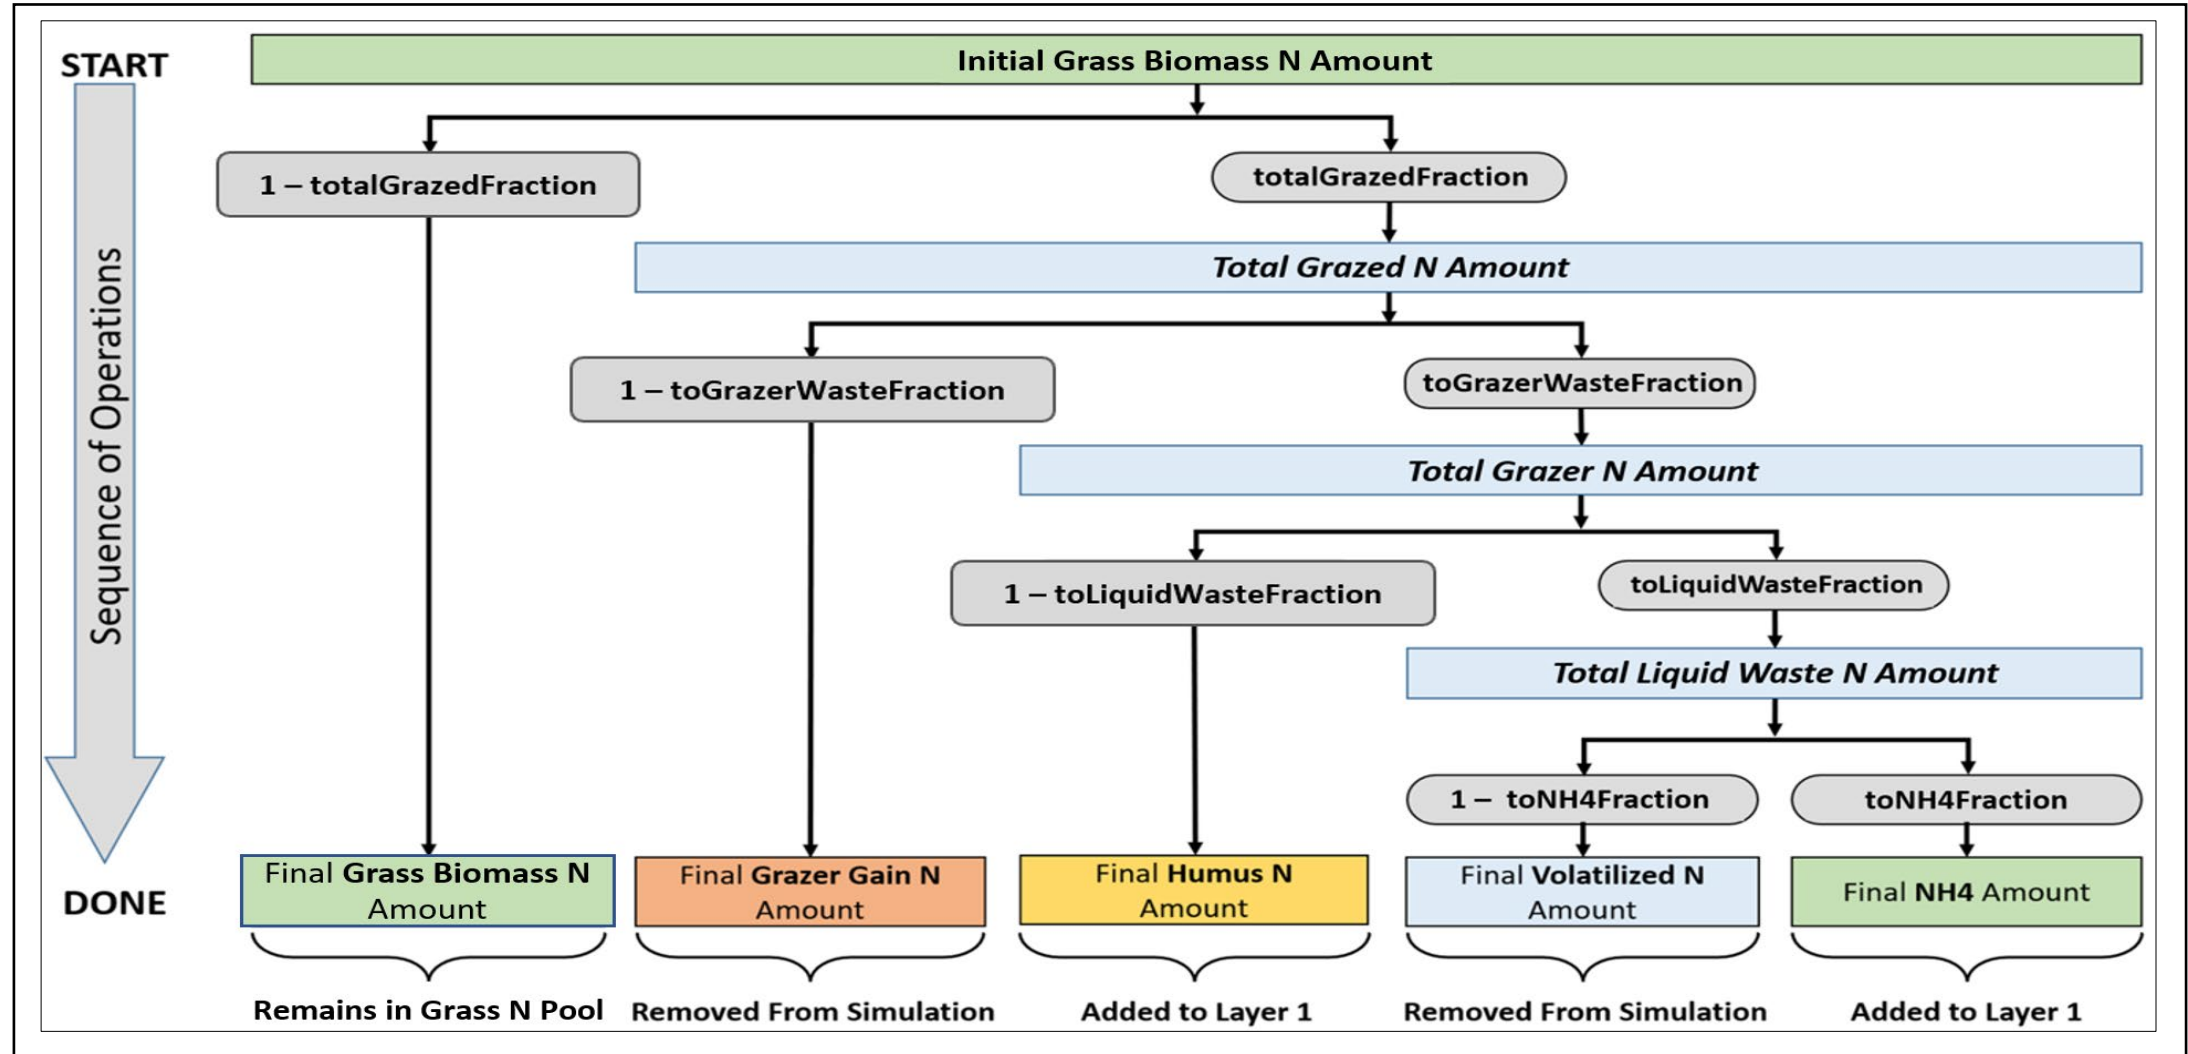 START
Initial Grass Biomass N Amount
1 – totalGrazedFraction
totalGrazedFraction
Total Grazed N Amount
Sequence of Operations
1 – toGrazerWasteFraction
toGrazerWasteFraction
Total Grazer N Amount
1 – toLiquidWasteFraction
toLiquidWasteFraction
Total Liquid Waste N Amount
1 – toNH4Fraction
toNH4Fraction
DONE
Final Grass Biomass N
Amount
Final Grazer Gain N
Amount
Final Humus N
Amount
Final Volatilized N
Amount
Final NH4 Amount
Remains in Grass N Pool
Removed From Simulation
Added to Layer 1
Removed From Simulation
Added to Layer 1